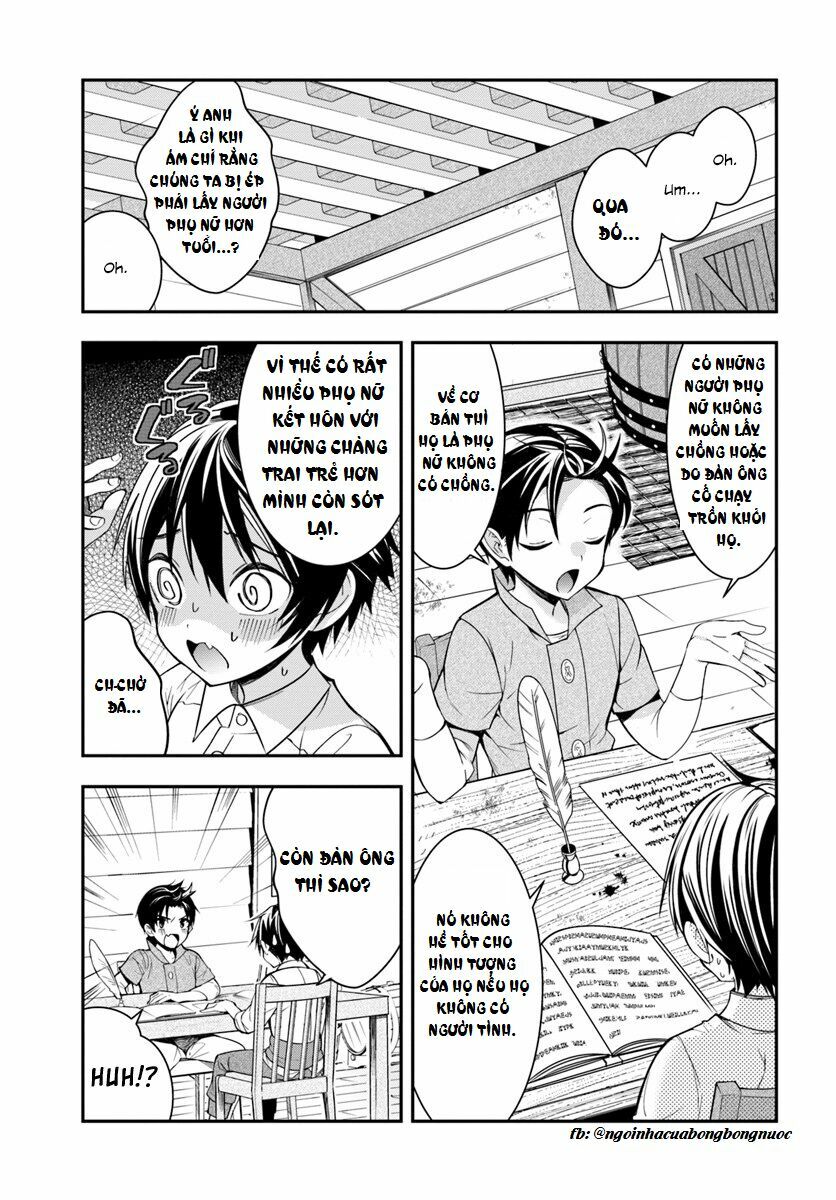 Oh.
Um...
QUA
ĐÓ...
Ý ANH
LÀ GÌ KHI
ÁM CHỈ RẰNG
CHÚNG TA BỊ ÉP
PHẢI LẤY NGƯỜI
PHỤ NỮ HƠN
TUỔI...?
Oh.
CÓ NHỮNG
NGƯỜI PHỤ
NỮ KHÔNG
MUỐN LẤY
CHỒNG HOẶC
DO ĐÀN ÔNG
CỐ CHẠY
TRỐN KHỎI
HỌ.
VỀ CƠ
BẢN THÌ
HỌ LÀ PHỤ
NỮ KHÔNG
CÓ CHỒNG.
NÓ KHÔNG
HỀ TỐT CHO
HÌNH TƯỢNG
CỦA HỌ NẾU HỌ
KHÔNG CÓ
NGƯỜI TÌNH.
VÌ THẾ CÓ RẤT
NHIỀU PHỤ NỮ
KẾT HÔN VỚI
NHỮNG CHÀNG
TRAI TRẺ HƠN
MÌNH CÒN SÓT
LẠI.
ぐるぐる
CH-CHỜ
ĐÃ...
CÒN ĐÀN ÔNG
THÌ SAO?
HUH!?
fb: @ngoinhacuabongbongnuoc